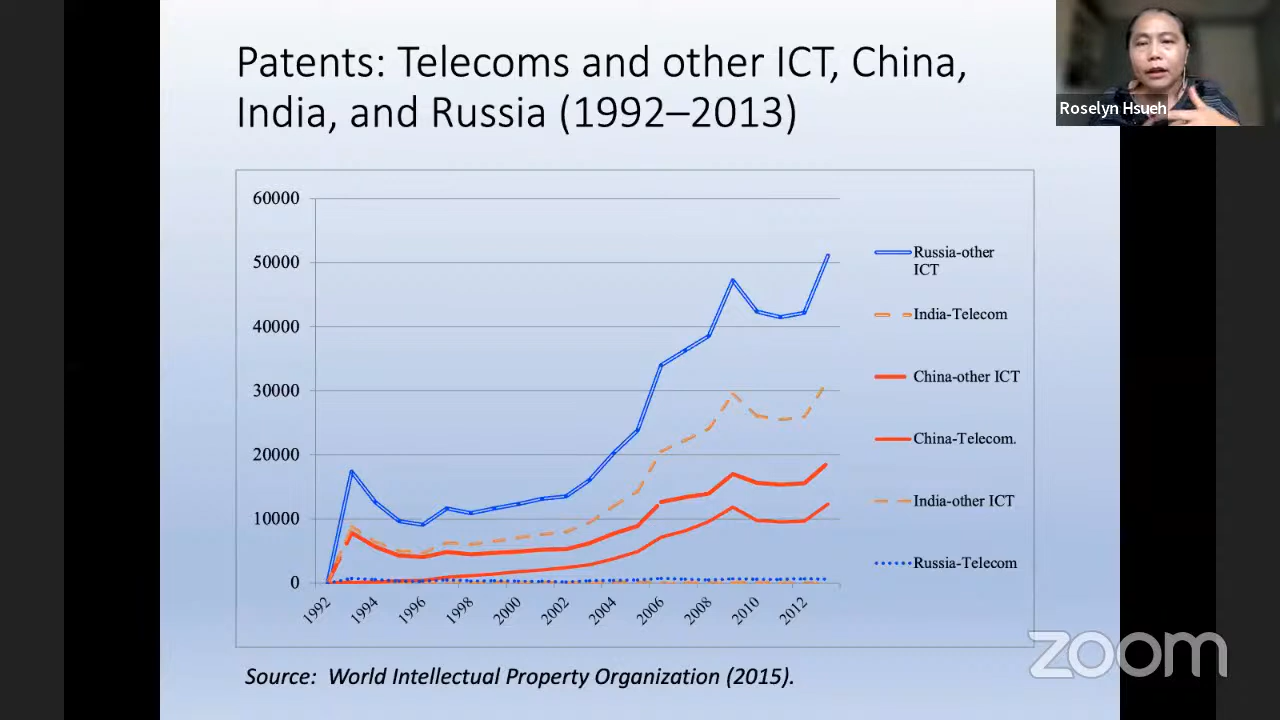 Patents: Telecoms and other ICT, China,
India, and Russia (1992–2013)
Roselyn Hsueh
60000
50000
40000
30000
20000
10000
0
1992
1994
1996
1998
2000
2002
2004
2006
2008
2010
2012
Russia-other
ICT
India-Telecom
China-other ICT
China-Telecom.
India-other ICT
Russia-Telecom
Source: World Intellectual Property Organization (2015).
zoom